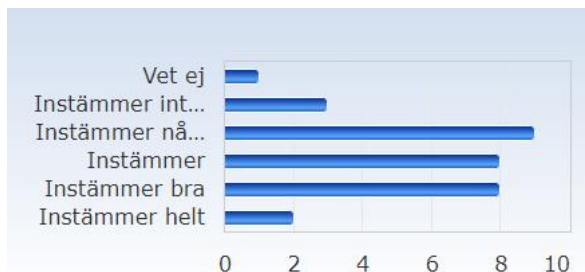 Vet ej
Instämmer int...
Instämmer nå...
Instämmer
Instämmer bra
Instämmer helt
0 2 4 6 8 10